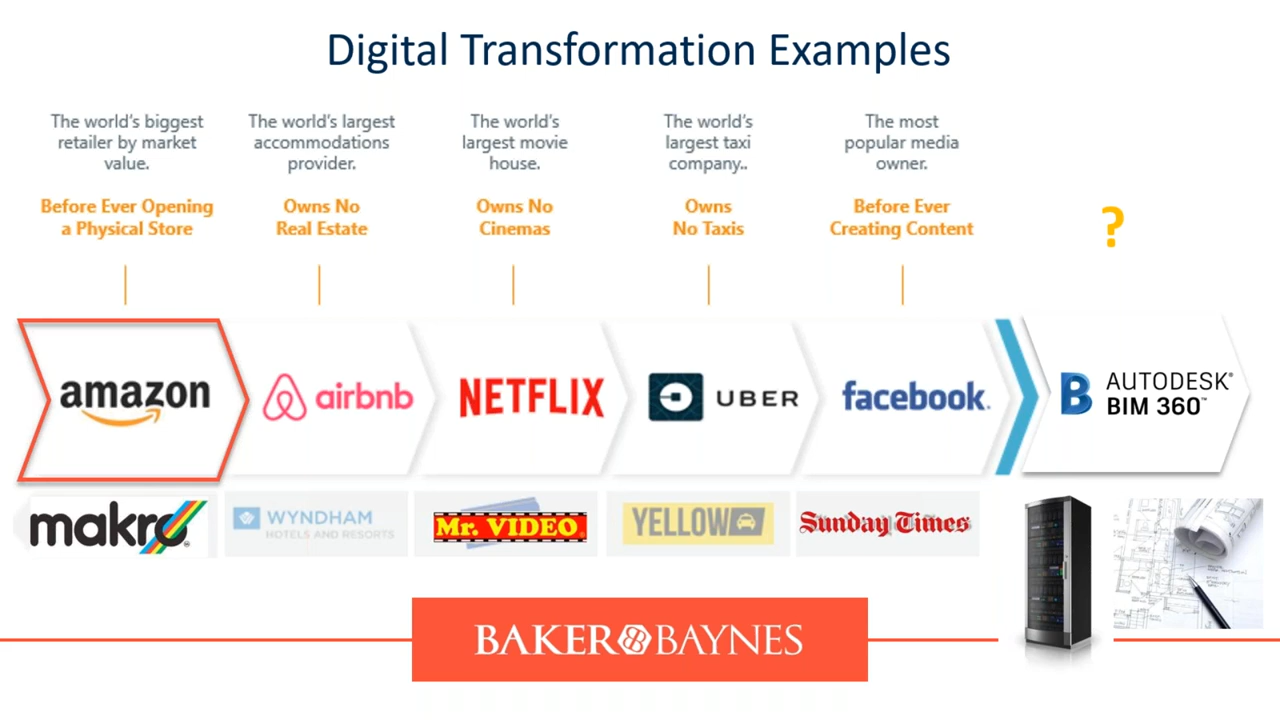 Digital Transformation Examples
The world's biggest
retailer by market
value.
Before Ever Opening
a Physical Store
The world's largest
accommodations
provider.
Owns No
Real Estate
The world's
largest movie
house.
Owns No
Cinemas
The world's
largest taxi
company..
Owns
No Taxis
The most
popular media
owner.
Before Ever
Creating Content
?
amazon
airbnb
NETFLIX
UBER
facebook.
AUTODESK®
BIM 360™
makro
WYNDHAM
HOTELS AND RESORTS
Mr. VIDEO
YELLOW
Sunday Times
BAKER BAYNES